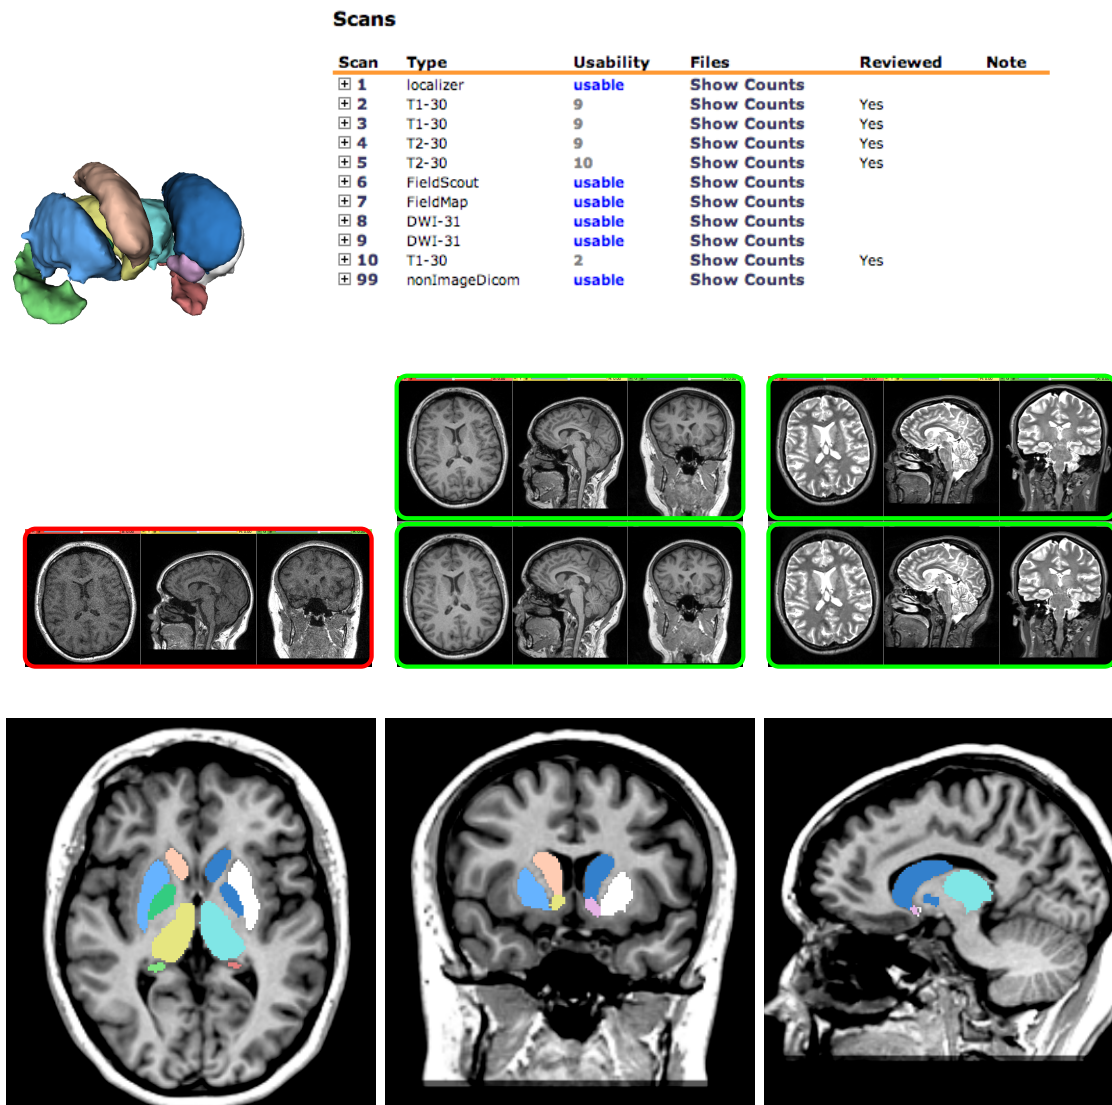 Scans
Scan Type Usability Files Reviewed Note
1 localizer usable Show Counts
2 T1-30 9 Show Counts Yes
3 T1-30 9 Show Counts Yes
4 T2-30 9 Show Counts Yes
5 T2-30 10 Show Counts Yes
6 FieldScout usable Show Counts
7 FieldMap usable Show Counts
8 DWI-31 usable Show Counts
9 DWI-31 usable Show Counts
10 T1-30 2 Show Counts Yes
99 nonImageDicom usable Show Counts